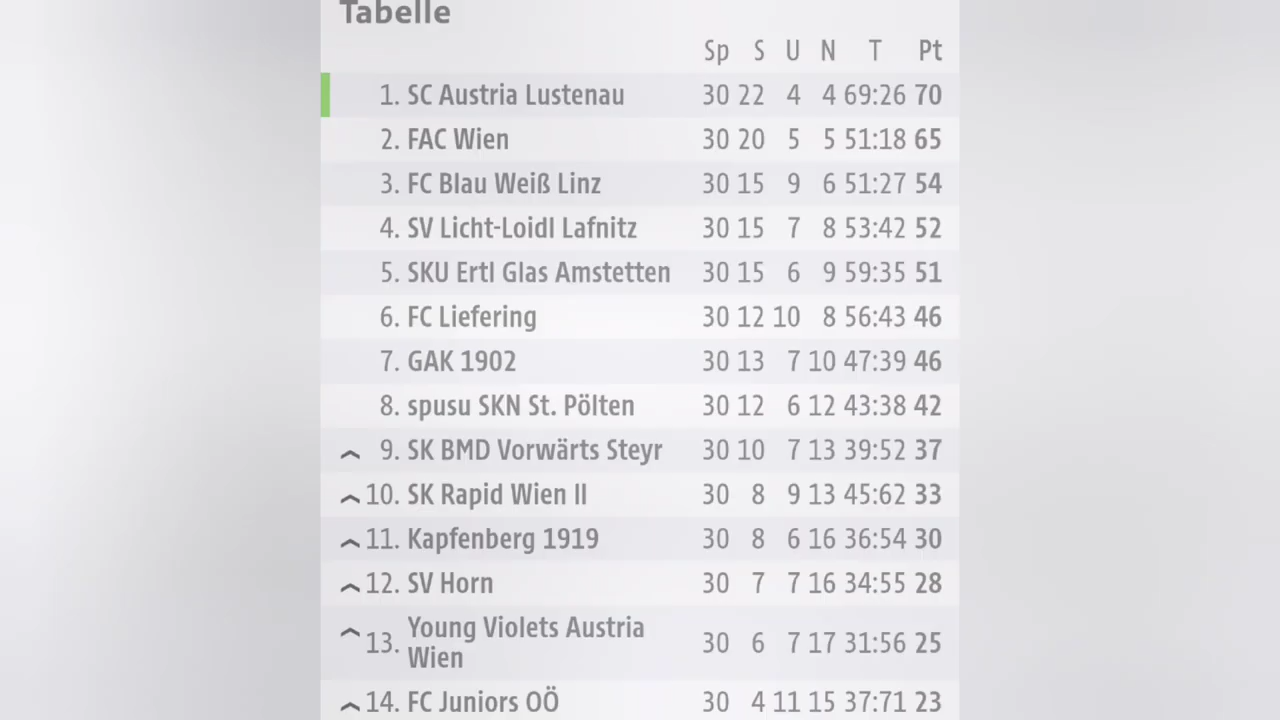 Tabelle
Sp S U N T Pt
1. SC Austria Lustenau 30 22 4 4 69:26 70
2. FAC Wien 30 20 5 5 51:18 65
3. FC Blau Weiß Linz 30 15 9 6 51:27 54
4. SV Licht-Loidl Lafnitz 30 15 7 8 53:42 52
5. SKU Ertl Glas Amstetten 30 15 6 9 59:35 51
6. FC Liefering 30 12 10 8 56:43 46
7. GAK 1902 30 13 7 10 47:39 46
8. spusu SKN St. Pölten 30 12 6 12 43:38 42
9. SK BMD Vorwärts Steyr 30 10 7 13 39:52 37
10. SK Rapid Wien II 30 8 9 13 45:62 33
11. Kapfenberg 1919 30 8 6 16 36:54 30
12. SV Horn 30 7 7 16 34:55 28
13. Young Violets Austria
Wien 30 6 7 17 31:56 25
14. FC Juniors OÖ 30 4 11 15 37:71 23